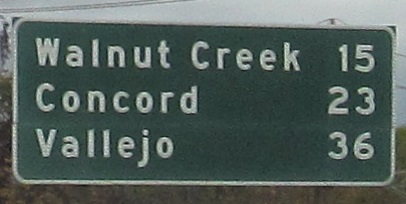 Walnut Creek 15
Concord 23
Vallejo 36